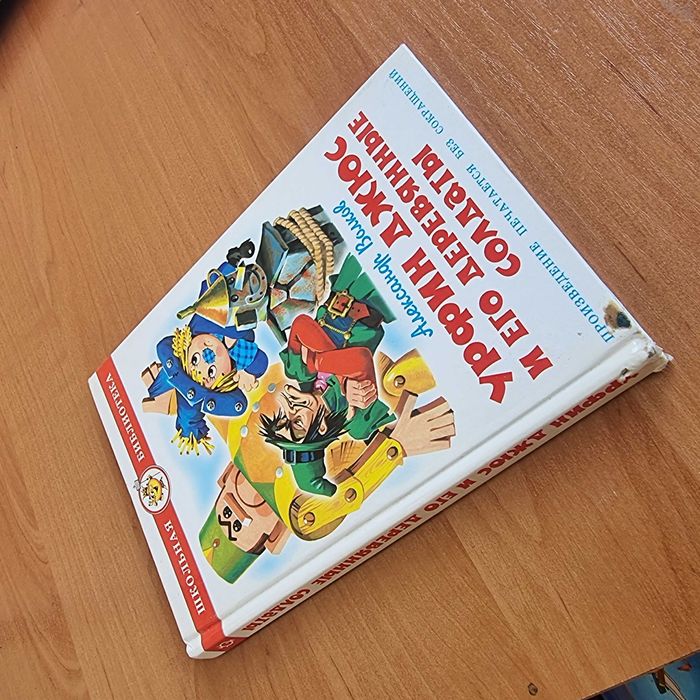 ПРОИЗВЕДЕНИЕ ПЕЧАТАЕТСЯ БЕЗ СОКРАЩЕНИЙ
УРФИН ДЖЮС
И ЕГО ДЕРЕВЯННЫЕ
СОЛДАТЫ
Александр Волков
ШКОЛЬНАЯ БИБЛИОТЕКА
УРФИН ДЖЮС И ЕГО ДЕРЕВЯННЫЕ СОЛДАТЫ